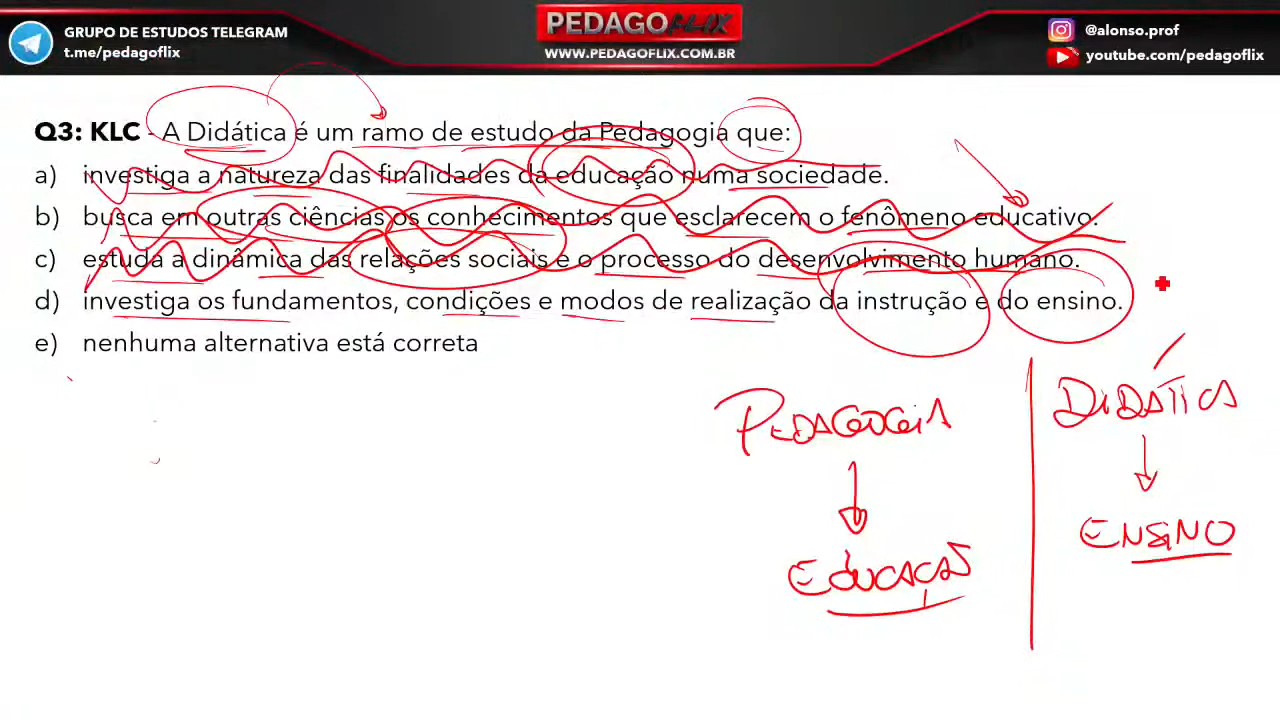 GRUPO DE ESTUDOS TELEGRAM
t.me/pedagoflix
PEDAGOFLIX
WWW.PEDAGOFLIX.COM.BR
@alonso.prof
youtube.com/pedagoflix
Q3: KLC - A Didática é um ramo de estudo da Pedagogia que:
a) investiga a natureza das finalidades da educação numa sociedade.
b) busca em outras ciências os conhecimentos que esclarecem o fenômeno educativo.
c) estuda a dinâmica das relações sociais e o processo do desenvolvimento humano.
d) investiga os fundamentos, condições e modos de realização da instrução e do ensino.
e) nenhuma alternativa está correta
PEDAGOGIA
DIDÁTICA
EDUCAÇÃO
ENSINO